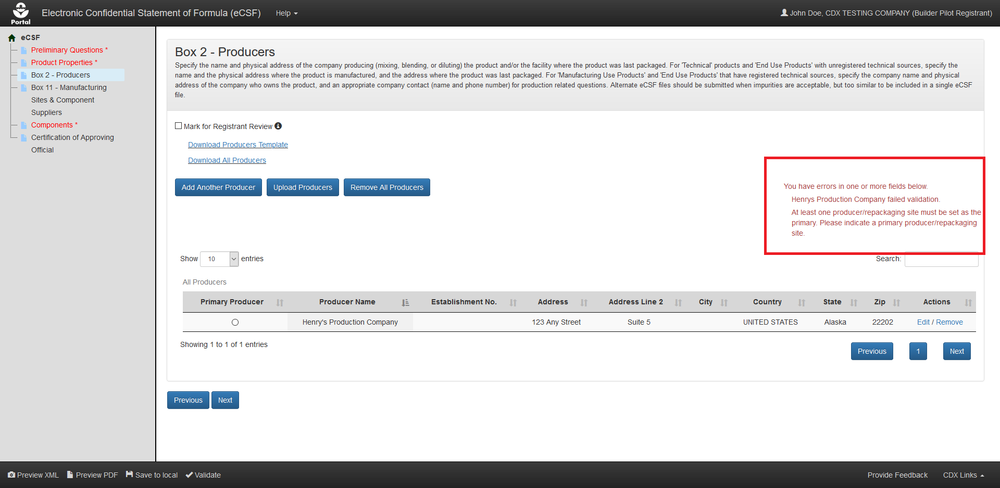 Portal
Electronic Confidential Statement of Formula (eCSF)
Help
John Doe, CDX TESTING COMPANY (Builder Pilot Registrant)
eCSF
Preliminary Questions *
Product Properties *
Box 2 - Producers
Box 11 - Manufacturing
Sites & Component
Suppliers
Components *
Certification of Approving
Official
Box 2 - Producers
Specify the name and physical address of the company producing (mixing, blending, or diluting) the product and/or the facility where the product was last packaged. For 'Technical' products and 'End Use Products' with unregistered technical sources, specify the
name and the physical address where the product is manufactured, and the address where the product was last packaged. For 'Manufacturing Use Products' and 'End Use Products' that have registered technical sources, specify the company name and physical
address of the company who owns the product, and an appropriate company contact (name and phone number) for production related questions. Alternate eCSF files should be submitted when impurities are acceptable, but too similar to be included in a single eCSF
file.
Mark for Registrant Review
Download Producers Template
Download All Producers
Add Another Producer Upload Producers Remove All Producers
You have errors in one or more fields below.
Henrys Production Company failed validation.
At least one producer/repackaging site must be set as the
primary. Please indicate a primary producer/repackaging
site.
Show 10 entries
Search:
All Producers
Primary Producer Producer Name Establishment No. Address Address Line 2 City Country State Zip Actions
Henry's Production Company 123 Any Street Suite 5 UNITED STATES Alaska 22202 Edit / Remove
Showing 1 to 1 of 1 entries
Previous 1 Next
Previous Next
Preview XML Preview PDF Save to local Validate
Provide Feedback CDX Links